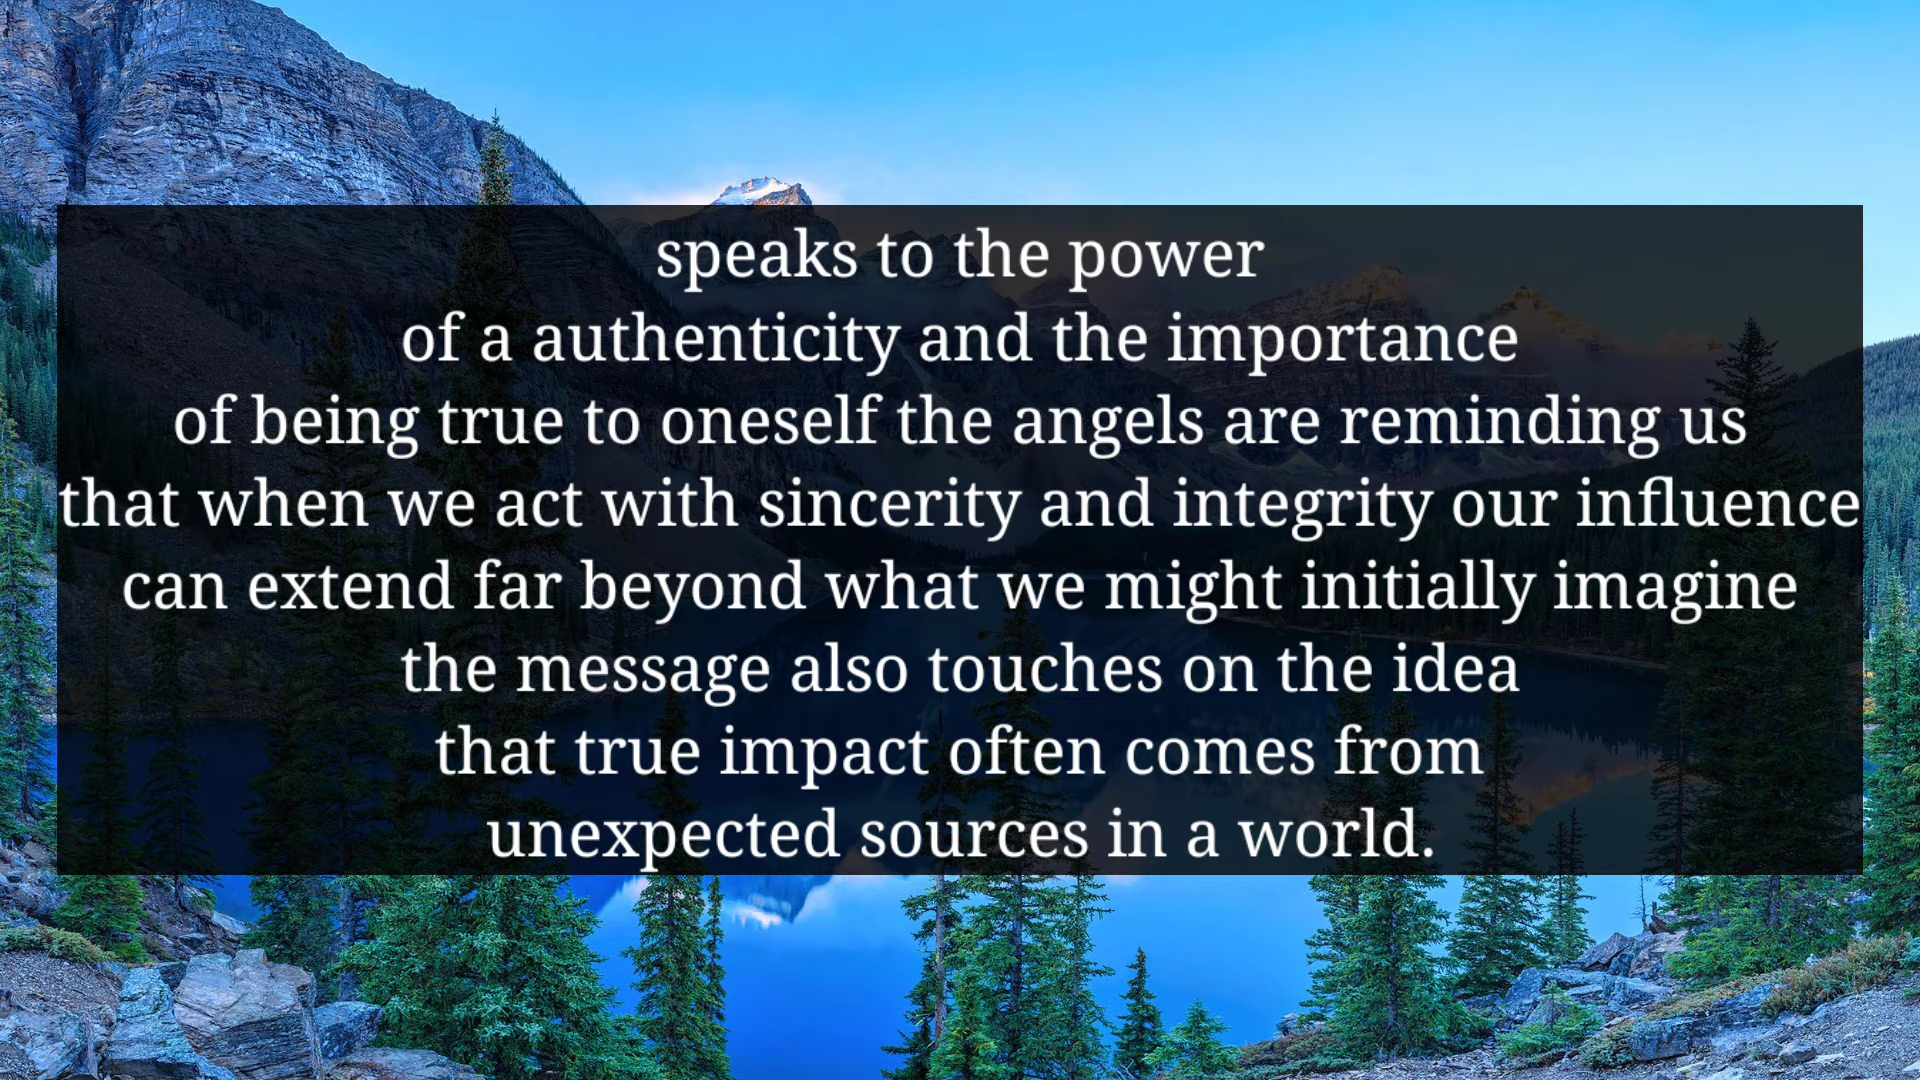 speaks to the power
of a authenticity and the importance
of being true to oneself the angels are reminding us
that when we act with sincerity and integrity our influence
can extend far beyond what we might initially imagine
the message also touches on the idea
that true impact often comes from
unexpected sources in a world.